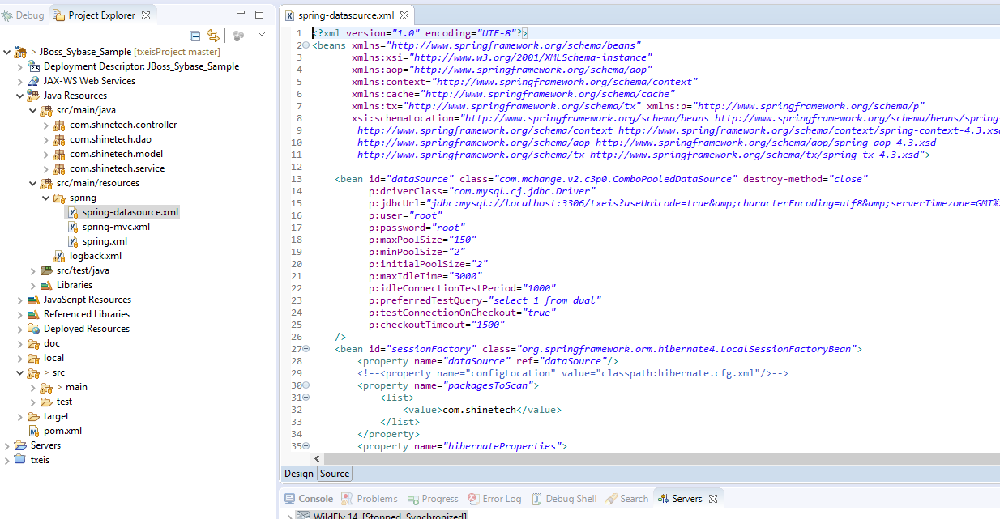 Debug Project Explorer
JBoss_Sybase_Sample [txeisProject master]
Deployment Descriptor: JBoss_Sybase_Sample
JAX-WS Web Services
Java Resources
src/main/java
com.shinetech.controller
com.shinetech.dao
com.shinetech.model
com.shinetech.service
src/main/resources
spring
spring-datasource.xml
spring-mvc.xml
spring.xml
logback.xml
src/test/java
Libraries
JavaScript Resources
Referenced Libraries
Deployed Resources
doc
local
> src
> main
test
target
pom.xml
Servers
txeis
spring-datasource.xml
1 <?xml version="1.0" encoding="UTF-8"?>
2 <beans xmlns="http://www.springframework.org/schema/beans"
3 xmlns:xsi="http://www.w3.org/2001/XMLSchema-instance"
4 xmlns:aop="http://www.springframework.org/schema/aop"
5 xmlns:context="http://www.springframework.org/schema/context"
6 xmlns:cache="http://www.springframework.org/schema/cache"
7 xmlns:tx="http://www.springframework.org/schema/tx" xmlns:p="http://www.springframework.org/schema/p"
8 xsi:schemaLocation="http://www.springframework.org/schema/beans http://www.springframework.org/schema/beans/spring-
9 http://www.springframework.org/schema/context http://www.springframework.org/schema/context/spring-context-4.3.xsd
10 http://www.springframework.org/schema/aop http://www.springframework.org/schema/aop/spring-aop-4.3.xsd
11 http://www.springframework.org/schema/tx http://www.springframework.org/schema/tx/spring-tx-4.3.xsd">
12
13 <bean id="dataSource" class="com.mchange.v2.c3p0.ComboPooledDataSource" destroy-method="close"
14 p:driverClass="com.mysql.cj.jdbc.Driver"
15 p:jdbcUrl="jdbc:mysql://localhost:3306/txeis?useUnicode=true&amp;characterEncoding=utf8&amp;serverTimezone=GMT%
16 p:user="root"
17 p:password="root"
18 p:maxPoolSize="150"
19 p:minPoolSize="2"
20 p:initialPoolSize="2"
21 p:maxIdleTime="3000"
22 p:idleConnectionTestPeriod="1000"
23 p:preferredTestQuery="select 1 from dual"
24 p:testConnectionOnCheckout="true"
25 p:checkoutTimeout="1500"
26 />
27 <bean id="sessionFactory" class="org.springframework.orm.hibernate4.LocalSessionFactoryBean">
28 <property name="dataSource" ref="dataSource"/>
29 <!--<property name="configLocation" value="classpath:hibernate.cfg.xml"/>-->
30 <property name="packagesToScan">
31 <list>
32 <value>com.shinetech</value>
33 </list>
34 </property>
35 <property name="hibernateProperties">
Design Source
Console Problems Progress Error Log Debug Shell Search Servers
WildFly 14 [Stopped, Synchronized]